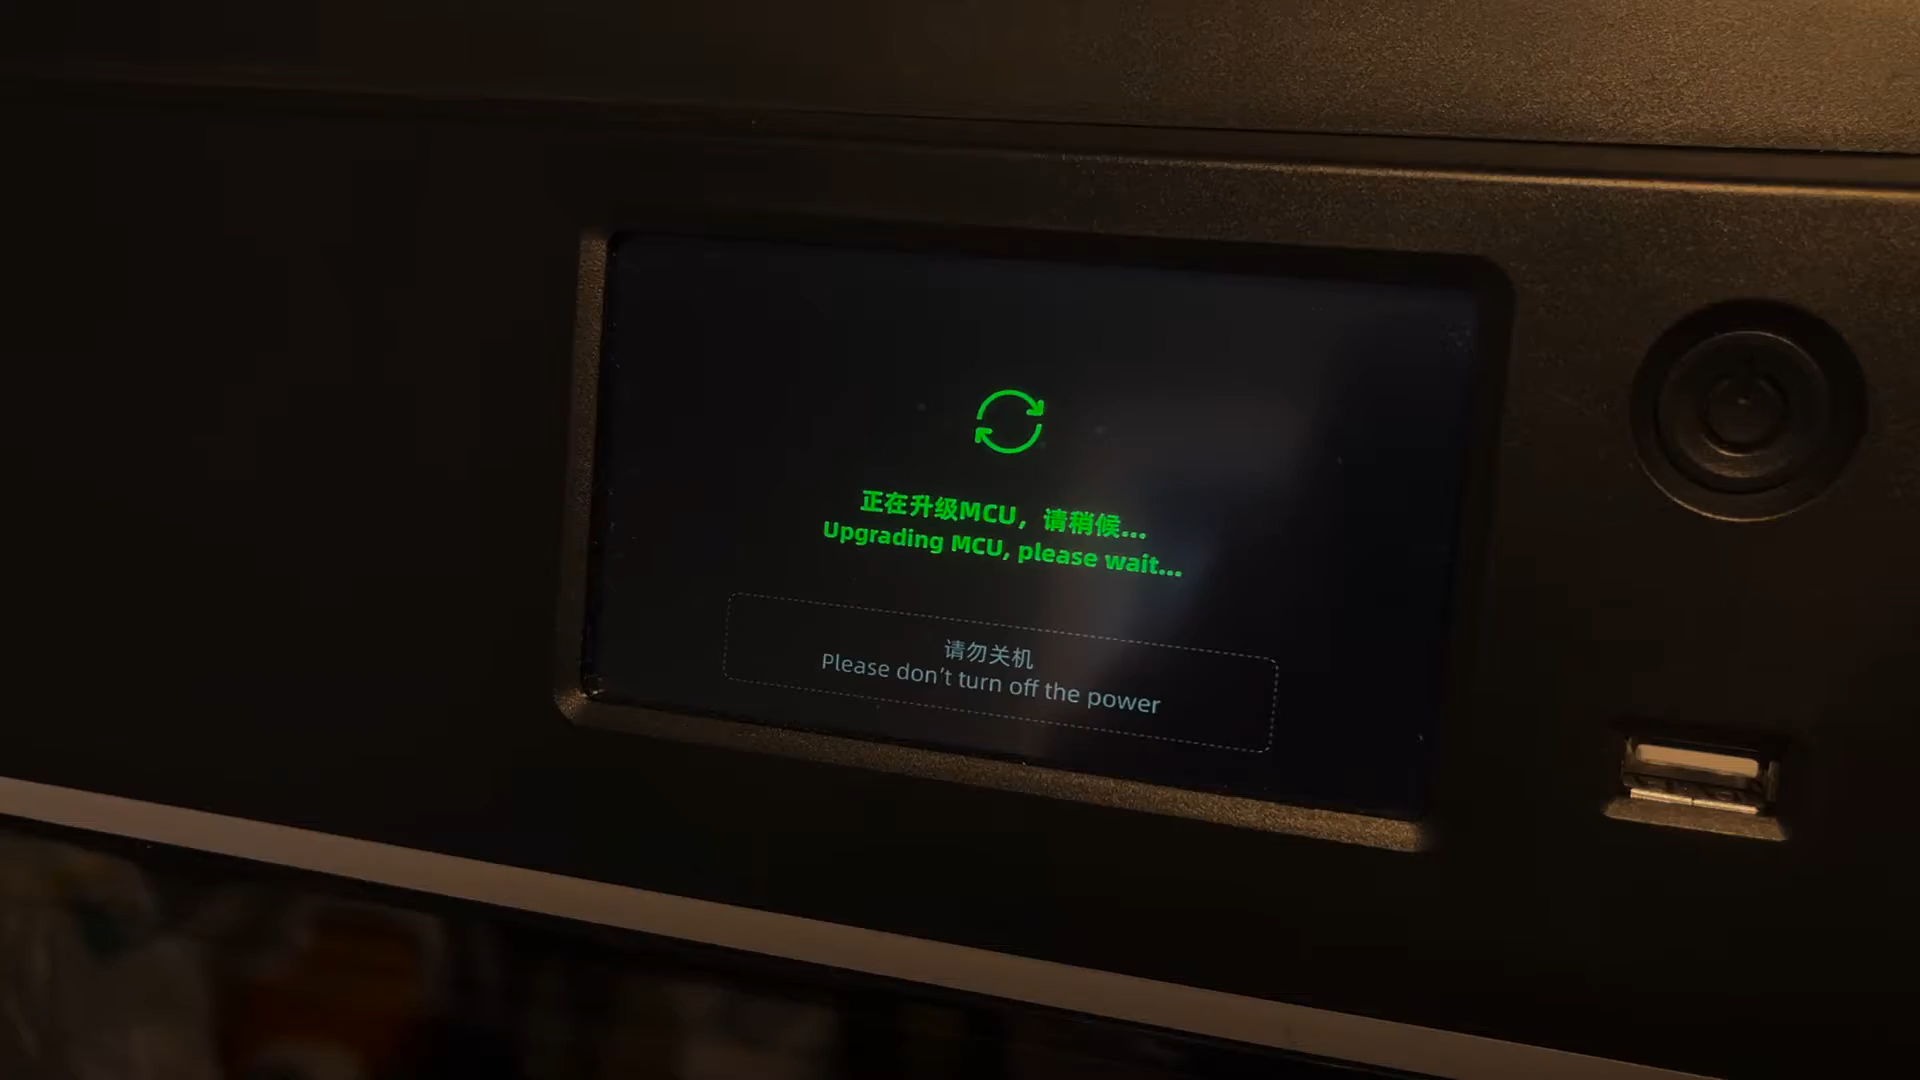 正在升级MCU，请稍候...
Upgrading MCU, please wait...
请勿关机
Please don't turn off the power